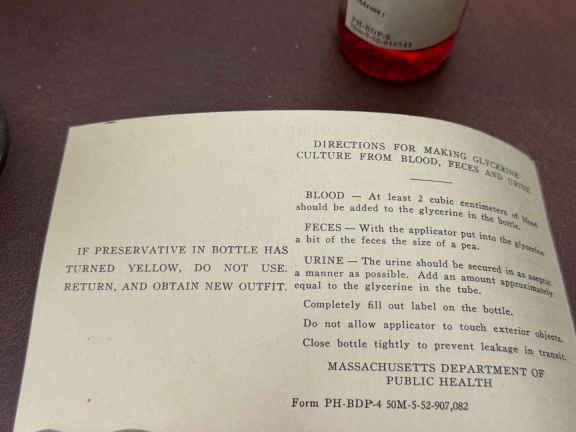 PH-BDP-8
IF PRESERVATIVE IN BOTTLE HAS
TURNED YELLOW, DO NOT USE.
RETURN, AND OBTAIN NEW OUTFIT.
DIRECTIONS FOR MAKING GLYCERINE
CULTURE FROM BLOOD, FECES AND URINE
BLOOD — At least 2 cubic centimeters of blood
should be added to the glycerine in the bottle.
FECES — With the applicator put into the glycerine
a bit of the feces the size of a pea.
URINE — The urine should be secured in as aseptic
a manner as possible. Add an amount approximately
equal to the glycerine in the tube.
Completely fill out label on the bottle.
Do not allow applicator to touch exterior objects.
Close bottle tightly to prevent leakage in transit.
MASSACHUSETTS DEPARTMENT OF
PUBLIC HEALTH
Form PH-BDP-4 50M-5-52-907,082